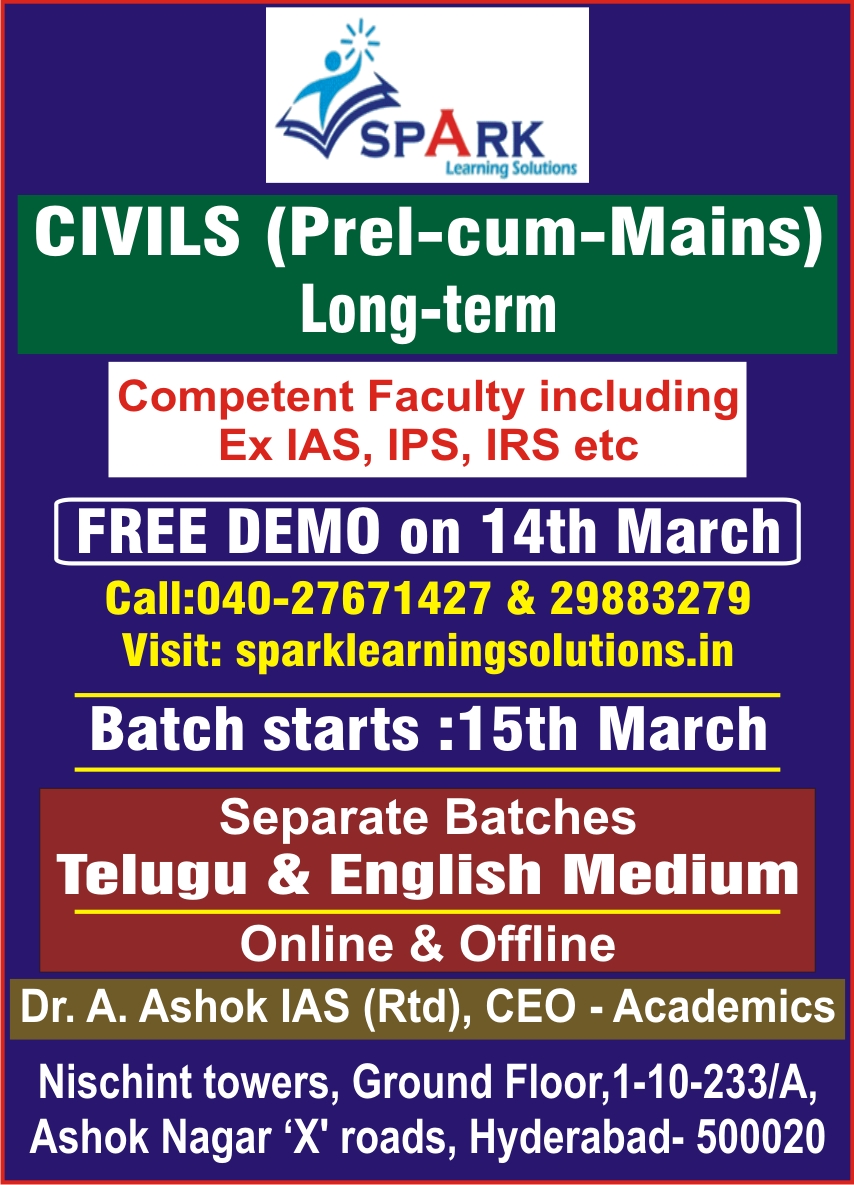 SPARK
Learning Solutions
CIVILS (Prel-cum-Mains)
Long-term
Competent Faculty including
Ex IAS, IPS, IRS etc
FREE DEMO on 14th March
Call:040-27671427 & 29883279
Visit: sparklearningsolutions.in
Batch starts :15th March
Separate Batches
Telugu & English Medium
Online & Offline
Dr. A. Ashok IAS (Rtd), CEO - Academics
Nischint towers, Ground Floor,1-10-233/A,
Ashok Nagar ‘X' roads, Hyderabad- 500020